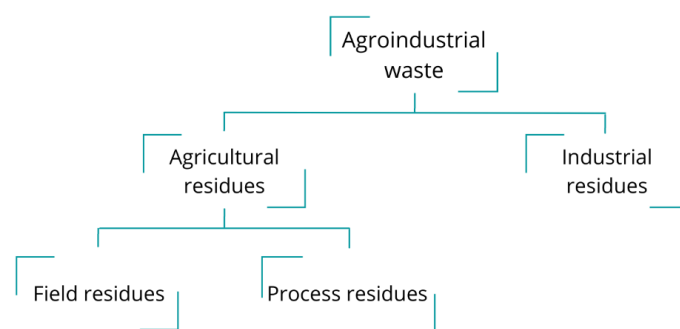 Agroindustrial
waste
Agricultural
residues
Industrial
residues
Field residues
Process residues